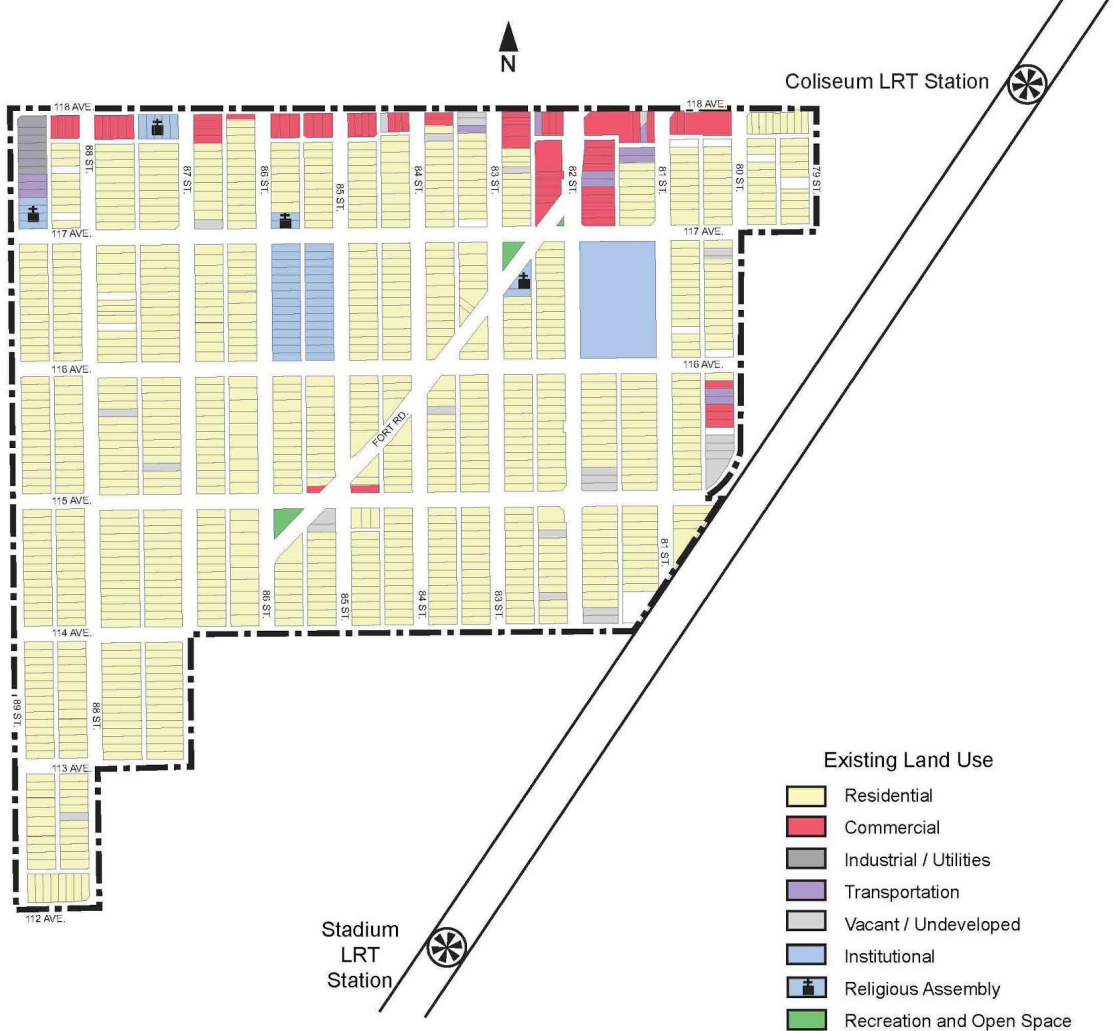 N
Coliseum LRT Station
118 AVE.
118 AVE.
88 ST.
87 ST.
86 ST.
85 ST.
84 ST.
83 ST.
82 ST.
81 ST.
80 ST.
79 ST.
117 AVE.
117 AVE.
116 AVE.
116 AVE.
FORT RD.
115 AVE.
86 ST.
85 ST.
84 ST.
83 ST.
81 ST.
114 AVE.
89 ST.
88 ST.
113 AVE.
112 AVE.
Stadium
LRT
Station
Existing Land Use
Residential
Commercial
Industrial / Utilities
Transportation
Vacant / Undeveloped
Institutional
Religious Assembly
Recreation and Open Space